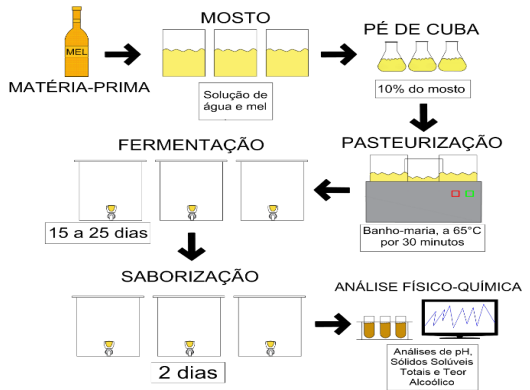 MEL
MATÉRIA-PRIMA
MOSTO
Solução de
água e mel
PÉ DE CUBA
10% do mosto
PASTEURIZAÇÃO
Banho-maria, a 65°C
por 30 minutos
FERMENTAÇÃO
15 a 25 dias
SABORIZAÇÃO
2 dias
ANÁLISE FÍSICO-QUÍMICA
Análises de pH,
Sólidos Solúveis
Totais e Teor
Alcoólico